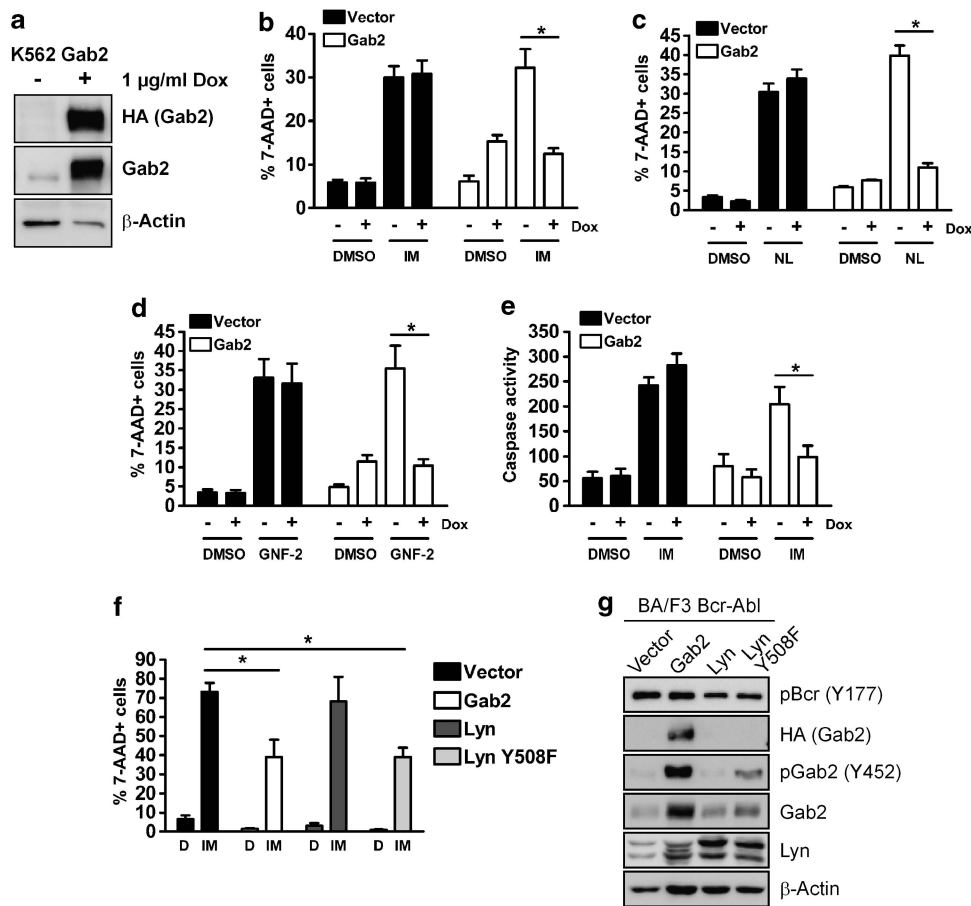 a
K562 Gab2
- + 1 µg/ml Dox
HA (Gab2)
Gab2
β-Actin
b
Vector
Gab2
% 7-AAD+ cells
40
30
20
10
0
*
- + - + - + - + Dox
DMSO IM DMSO IM
c
Vector
Gab2
% 7-AAD+ cells
45
40
35
30
25
20
15
10
5
0
*
- + - + - + - + Dox
DMSO NL DMSO NL
d
Vector
Gab2
% 7-AAD+ cells
45
40
35
30
25
20
15
10
5
0
*
- + - + - + - + Dox
DMSO GNF-2 DMSO GNF-2
e
Vector
Gab2
Caspase activity
350
300
250
200
150
100
50
0
*
- + - + - + - + Dox
DMSO IM DMSO IM
f
% 7-AAD+ cells
90
80
70
60
50
40
30
20
10
0
*
*
D IM D IM D IM D IM
Vector
Gab2
Lyn
Lyn Y508F
g
BA/F3 Bcr-Abl
Vector
Gab2
Lyn
Lyn
Y508F
pBcr (Y177)
HA (Gab2)
pGab2 (Y452)
Gab2
Lyn
β-Actin